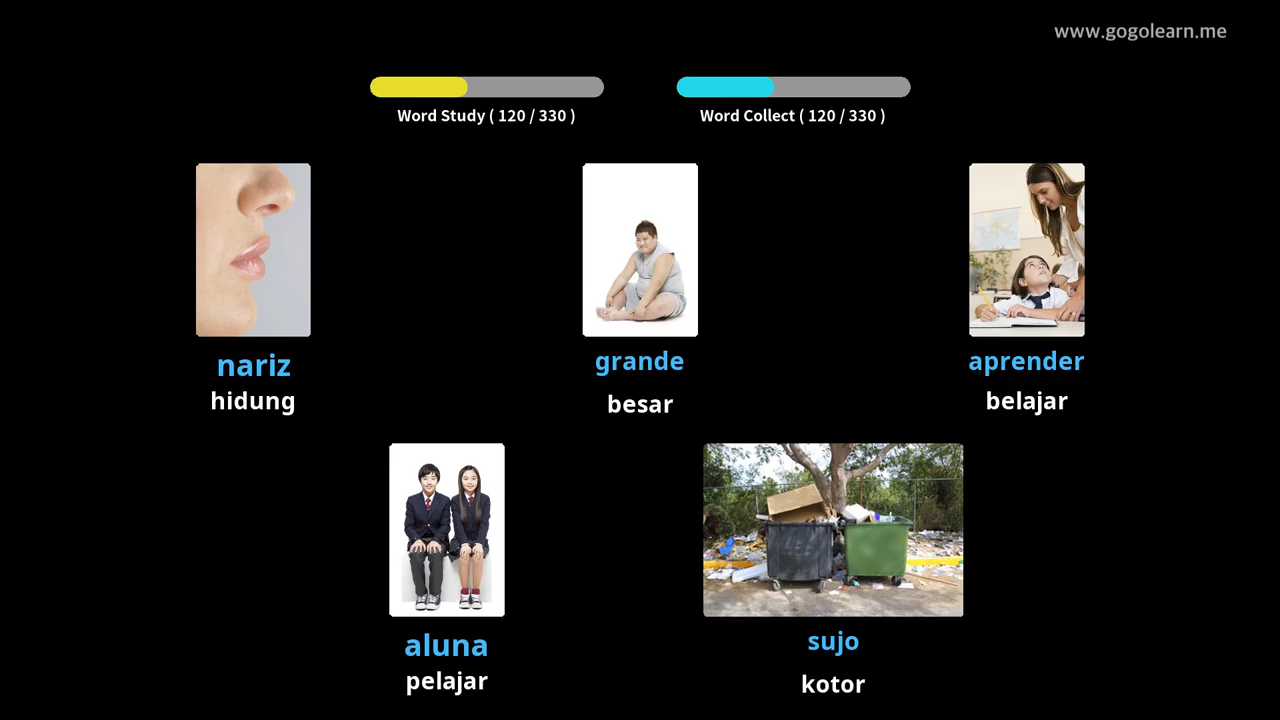 www.gogolearn.me
Word Study ( 120 / 330 )
Word Collect ( 120 / 330 )
nariz
hidung
grande
besar
aprender
belajar
aluna
pelajar
sujo
kotor